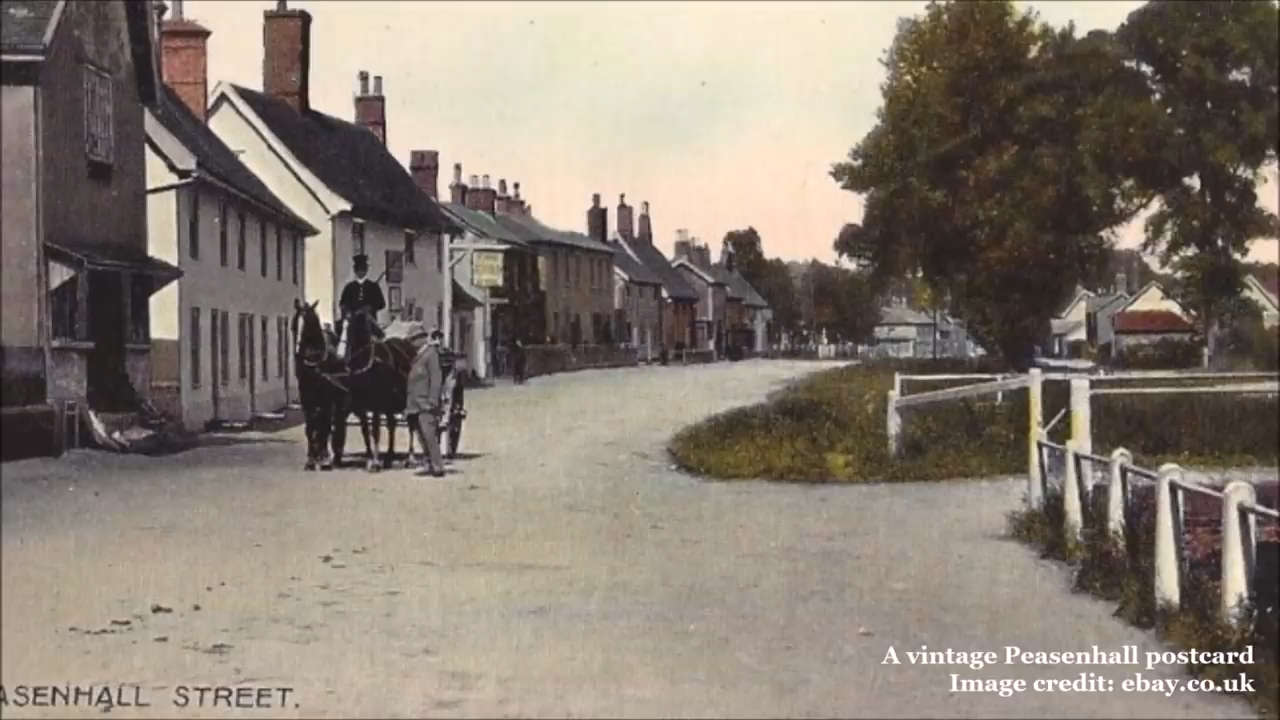 A vintage Peasenhall postcard
Image credit: ebay.co.uk
ASENHALL STREET.